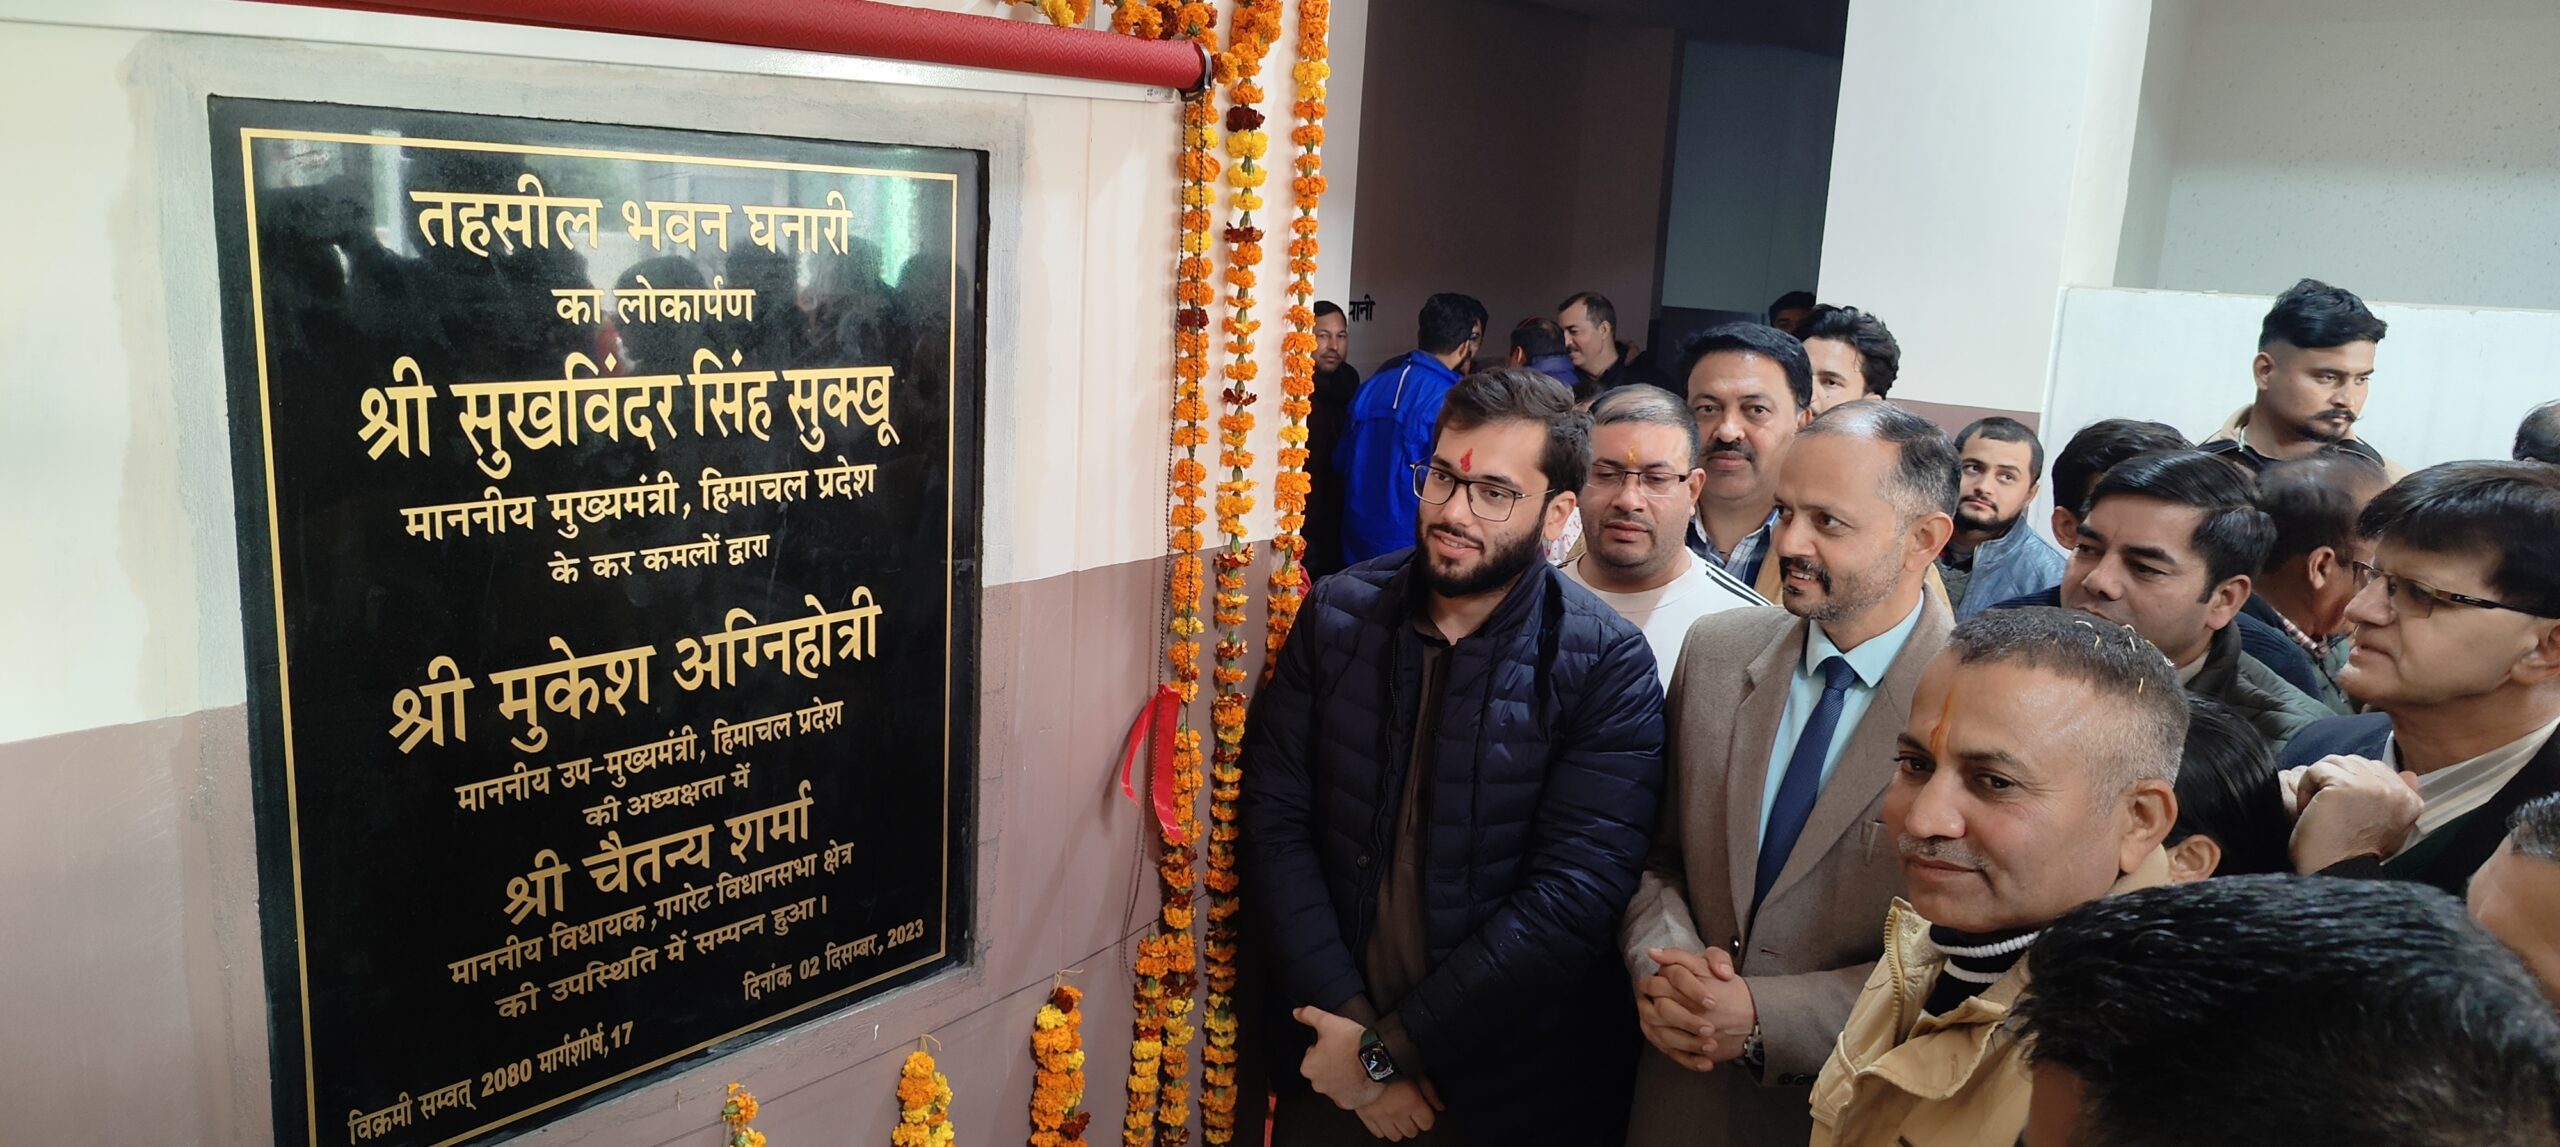 तहसील भवन घनारी
का लोकार्पण
श्री सुखविंदर सिंह सुक्खू
माननीय मुख्यमंत्री, हिमाचल प्रदेश
के कर कमलों द्वारा
श्री मुकेश अग्निहोत्री
माननीय उप-मुख्यमंत्री, हिमाचल प्रदेश
की अध्यक्षता में
श्री चैतन्य शर्मा
माननीय विधायक, गगरेट विधानसभा क्षेत्र
की उपस्थिति में सम्पन्न हुआ।
दिनांक 02 दिसम्बर, 2023
विक्रमी सम्वत् 2080 मार्गशीर्ष, 17